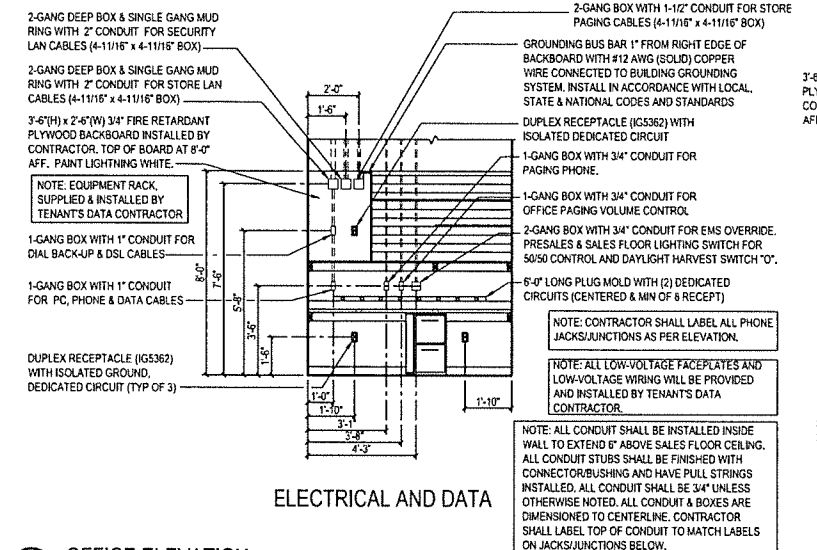 2-GANG DEEP BOX & SINGLE GANG MUD
RING WITH 2" CONDUIT FOR SECURITY
LAN CABLES (4-11/16" x 4-11/16" BOX)
2-GANG DEEP BOX & SINGLE GANG MUD
RING WITH 2" CONDUIT FOR STORE LAN
CABLES (4-11/16" x 4-11/16" BOX)
3'-6"(H) x 2'-6"(W) 3/4" FIRE RETARDANT
PLYWOOD BACKBOARD INSTALLED BY
CONTRACTOR. TOP OF BOARD AT 8'-0"
AFF. PAINT LIGHTNING WHITE.
NOTE: EQUIPMENT RACK,
SUPPLIED & INSTALLED BY
TENANT'S DATA CONTRACTOR
1-GANG BOX WITH 1" CONDUIT FOR
DIAL BACK-UP & DSL CABLES
1-GANG BOX WITH 1" CONDUIT
FOR PC, PHONE & DATA CABLES
DUPLEX RECEPTACLE (IG5362)
WITH ISOLATED GROUND,
DEDICATED CIRCUIT (TYP OF 3)
2'-0"
1'-6"
8'-0"
7'-6"
5'-8"
3'-6"
1'-6"
1'-0"
1'-10"
3'-1"
3'-8"
4'-3"
1'-10"
2-GANG BOX WITH 1-1/2" CONDUIT FOR STORE
PAGING CABLES (4-11/16" x 4-11/16" BOX)
GROUNDING BUS BAR 1" FROM RIGHT EDGE OF
BACKBOARD WITH #12 AWG (SOLID) COPPER
WIRE CONNECTED TO BUILDING GROUNDING
SYSTEM. INSTALL IN ACCORDANCE WITH LOCAL,
STATE & NATIONAL CODES AND STANDARDS
DUPLEX RECEPTACLE (IG5362) WITH
ISOLATED DEDICATED CIRCUIT
1-GANG BOX WITH 3/4" CONDUIT FOR
PAGING PHONE.
1-GANG BOX WITH 3/4" CONDUIT FOR
OFFICE PAGING VOLUME CONTROL
2-GANG BOX WITH 3/4" CONDUIT FOR EMS OVERRIDE.
PRESALES & SALES FLOOR LIGHTING SWITCH FOR
50/50 CONTROL AND DAYLIGHT HARVEST SWITCH "O".
6'-0" LONG PLUG MOLD WITH (2) DEDICATED
CIRCUITS (CENTERED & MIN OF 8 RECEPT)
NOTE: CONTRACTOR SHALL LABEL ALL PHONE
JACKS/JUNCTIONS AS PER ELEVATION.
NOTE: ALL LOW-VOLTAGE FACEPLATES AND
LOW-VOLTAGE WIRING WILL BE PROVIDED
AND INSTALLED BY TENANT'S DATA
CONTRACTOR.
NOTE: ALL CONDUIT SHALL BE INSTALLED INSIDE
WALL TO EXTEND 6" ABOVE SALES FLOOR CEILING.
ALL CONDUIT STUBS SHALL BE FINISHED WITH
CONNECTOR/BUSHING AND HAVE PULL STRINGS
INSTALLED. ALL CONDUIT SHALL BE 3/4" UNLESS
OTHERWISE NOTED. ALL CONDUIT & BOXES ARE
DIMENSIONED TO CENTERLINE. CONTRACTOR
SHALL LABEL TOP OF CONDUIT TO MATCH LABELS
ON JACKS/JUNCTIONS BELOW.
ELECTRICAL AND DATA
OFFICE ELEVATION